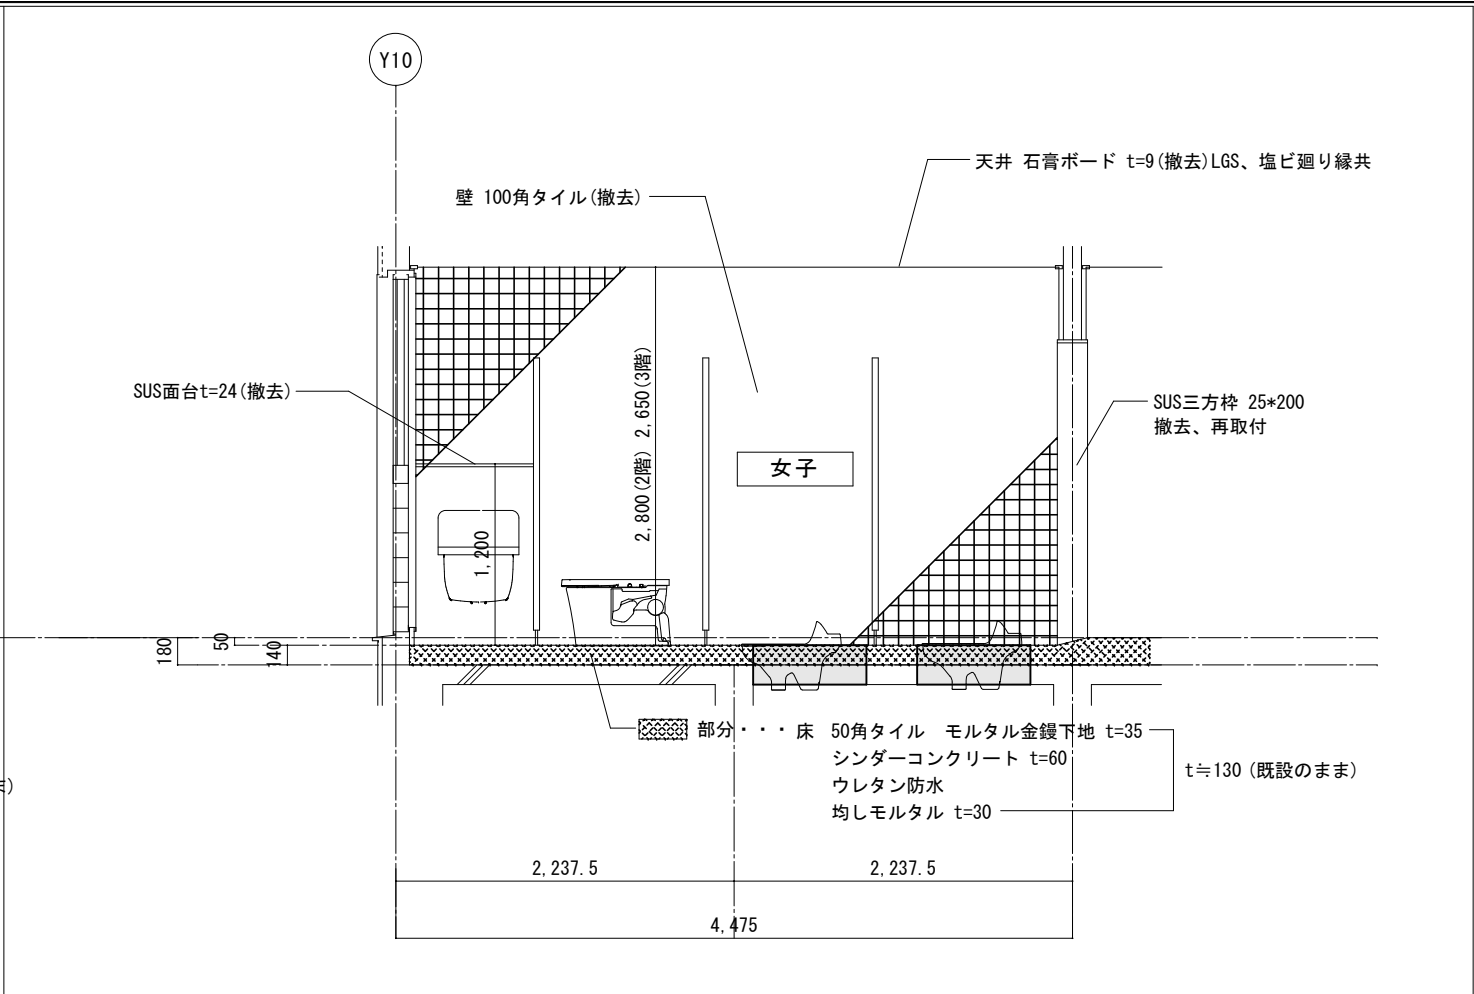 Y10
天井 石膏ボード t=9(撤去)LGS、塩ビ廻り縁共
壁 100角タイル(撤去)
SUS面台t=24(撤去)
2,800(2階) 2,650(3階)
SUS三方枠 25*200
撤去、再取付
女子
1,200
180
50
140
部分・・・床 50角タイル モルタル金鏝下地 t=35
シンダーコンクリート t=60
ウレタン防水
均しモルタル t=30
t≒130(既設のまま)
2,237.5
2,237.5
4,475